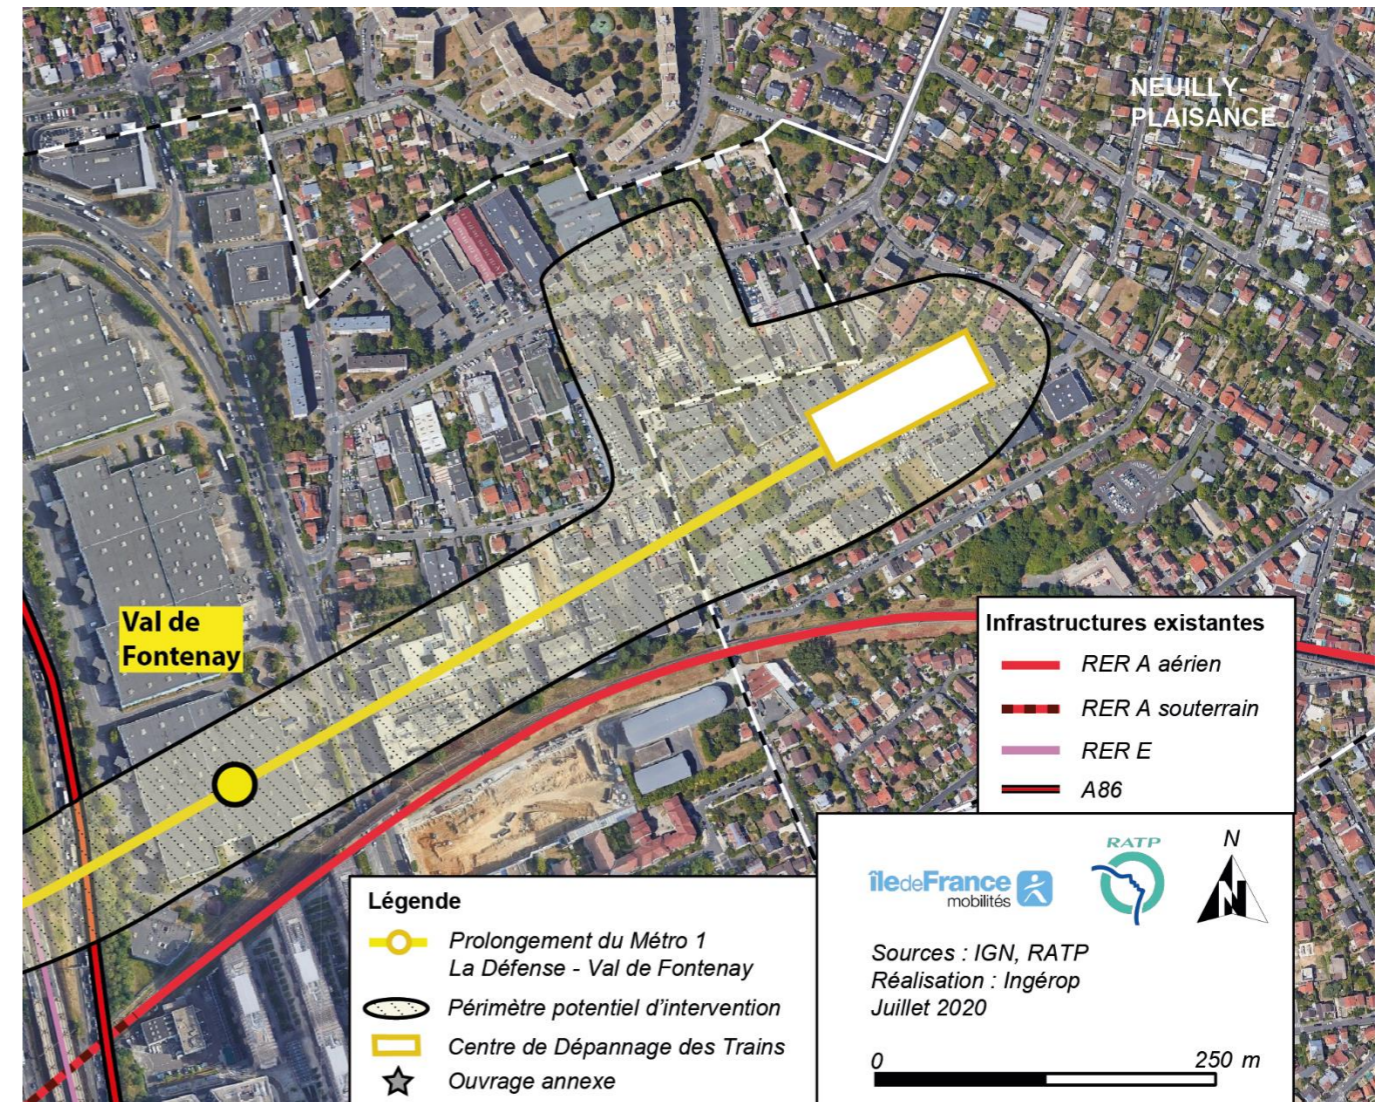 NEUILLY-
PLAISANCE
Val de
Fontenay
Infrastructures existantes
RER A aérien
RER A souterrain
RER E
A86
Légende
Prolongement du Métro 1
La Défense - Val de Fontenay
Périmètre potentiel d'intervention
Centre de Dépannage des Trains
Ouvrage annexe
îledeFrance
mobilités
RATP
N
N
Sources : IGN, RATP
Réalisation : Ingérop
Juillet 2020
0 250 m